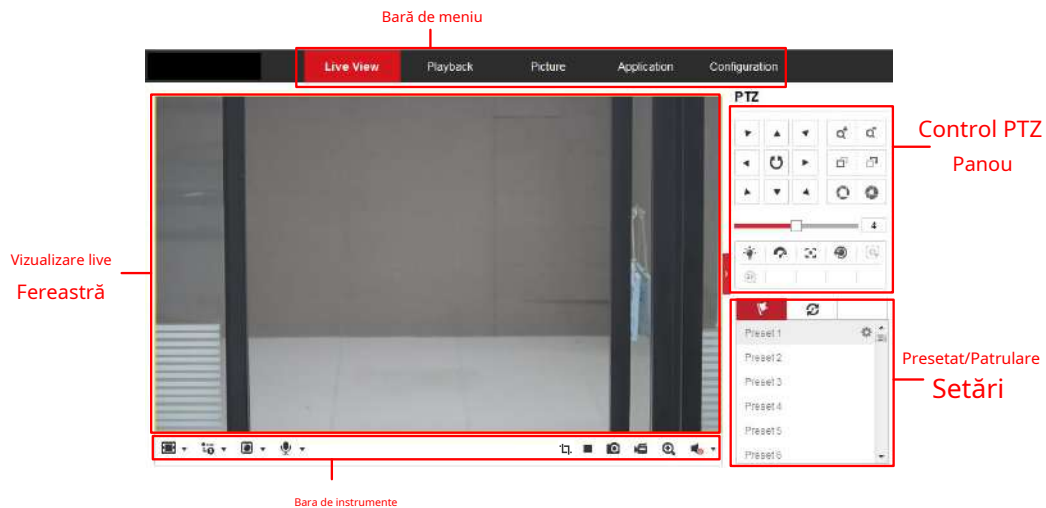 Bară de meniu
Live View Playback Picture Application Configuration
PTZ
Control PTZ
Panou
4
Vizualizare live
Fereastră
Preset 1
Preset 2
Preset 3
Preset 4
Preset 5
Preset 6
Presetat/Patrulare
Setări
Bara de instrumente